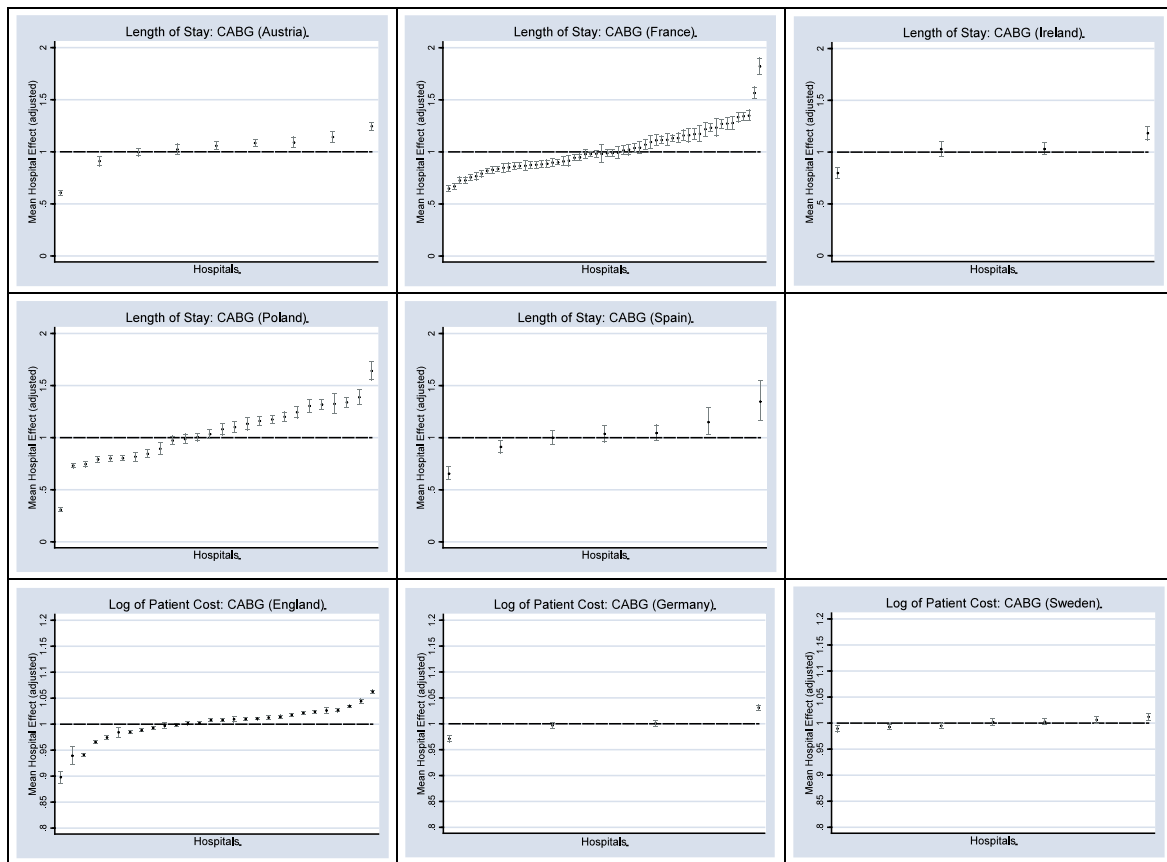 Length of Stay: CABG (Austria).
Mean Hospital Effect (adjusted)
2
1.5
1
.5
0
Hospitals.
Length of Stay: CABG (France).
Mean Hospital Effect (adjusted)
2
1.5
1
.5
0
Hospitals.
Length of Stay: CABG (Ireland).
Mean Hospital Effect (adjusted)
2
1.5
1
.5
0
Hospitals.
Length of Stay: CABG (Poland).
Mean Hospital Effect (adjusted)
2
1.5
1
.5
0
Hospitals.
Length of Stay: CABG (Spain).
Mean Hospital Effect (adjusted)
2
1.5
1
.5
0
Hospitals.
Log of Patient Cost: CABG (England).
Mean Hospital Effect (adjusted)
1.2
1.15
1.1
1.05
1
.95
.9
.85
.8
Hospitals.
Log of Patient Cost: CABG (Germany).
Mean Hospital Effect (adjusted)
1.2
1.15
1.1
1.05
1
.95
.9
.85
.8
Hospitals.
Log of Patient Cost: CABG (Sweden).
Mean Hospital Effect (adjusted)
1.2
1.15
1.1
1.05
1
.95
.9
.85
.8
Hospitals.